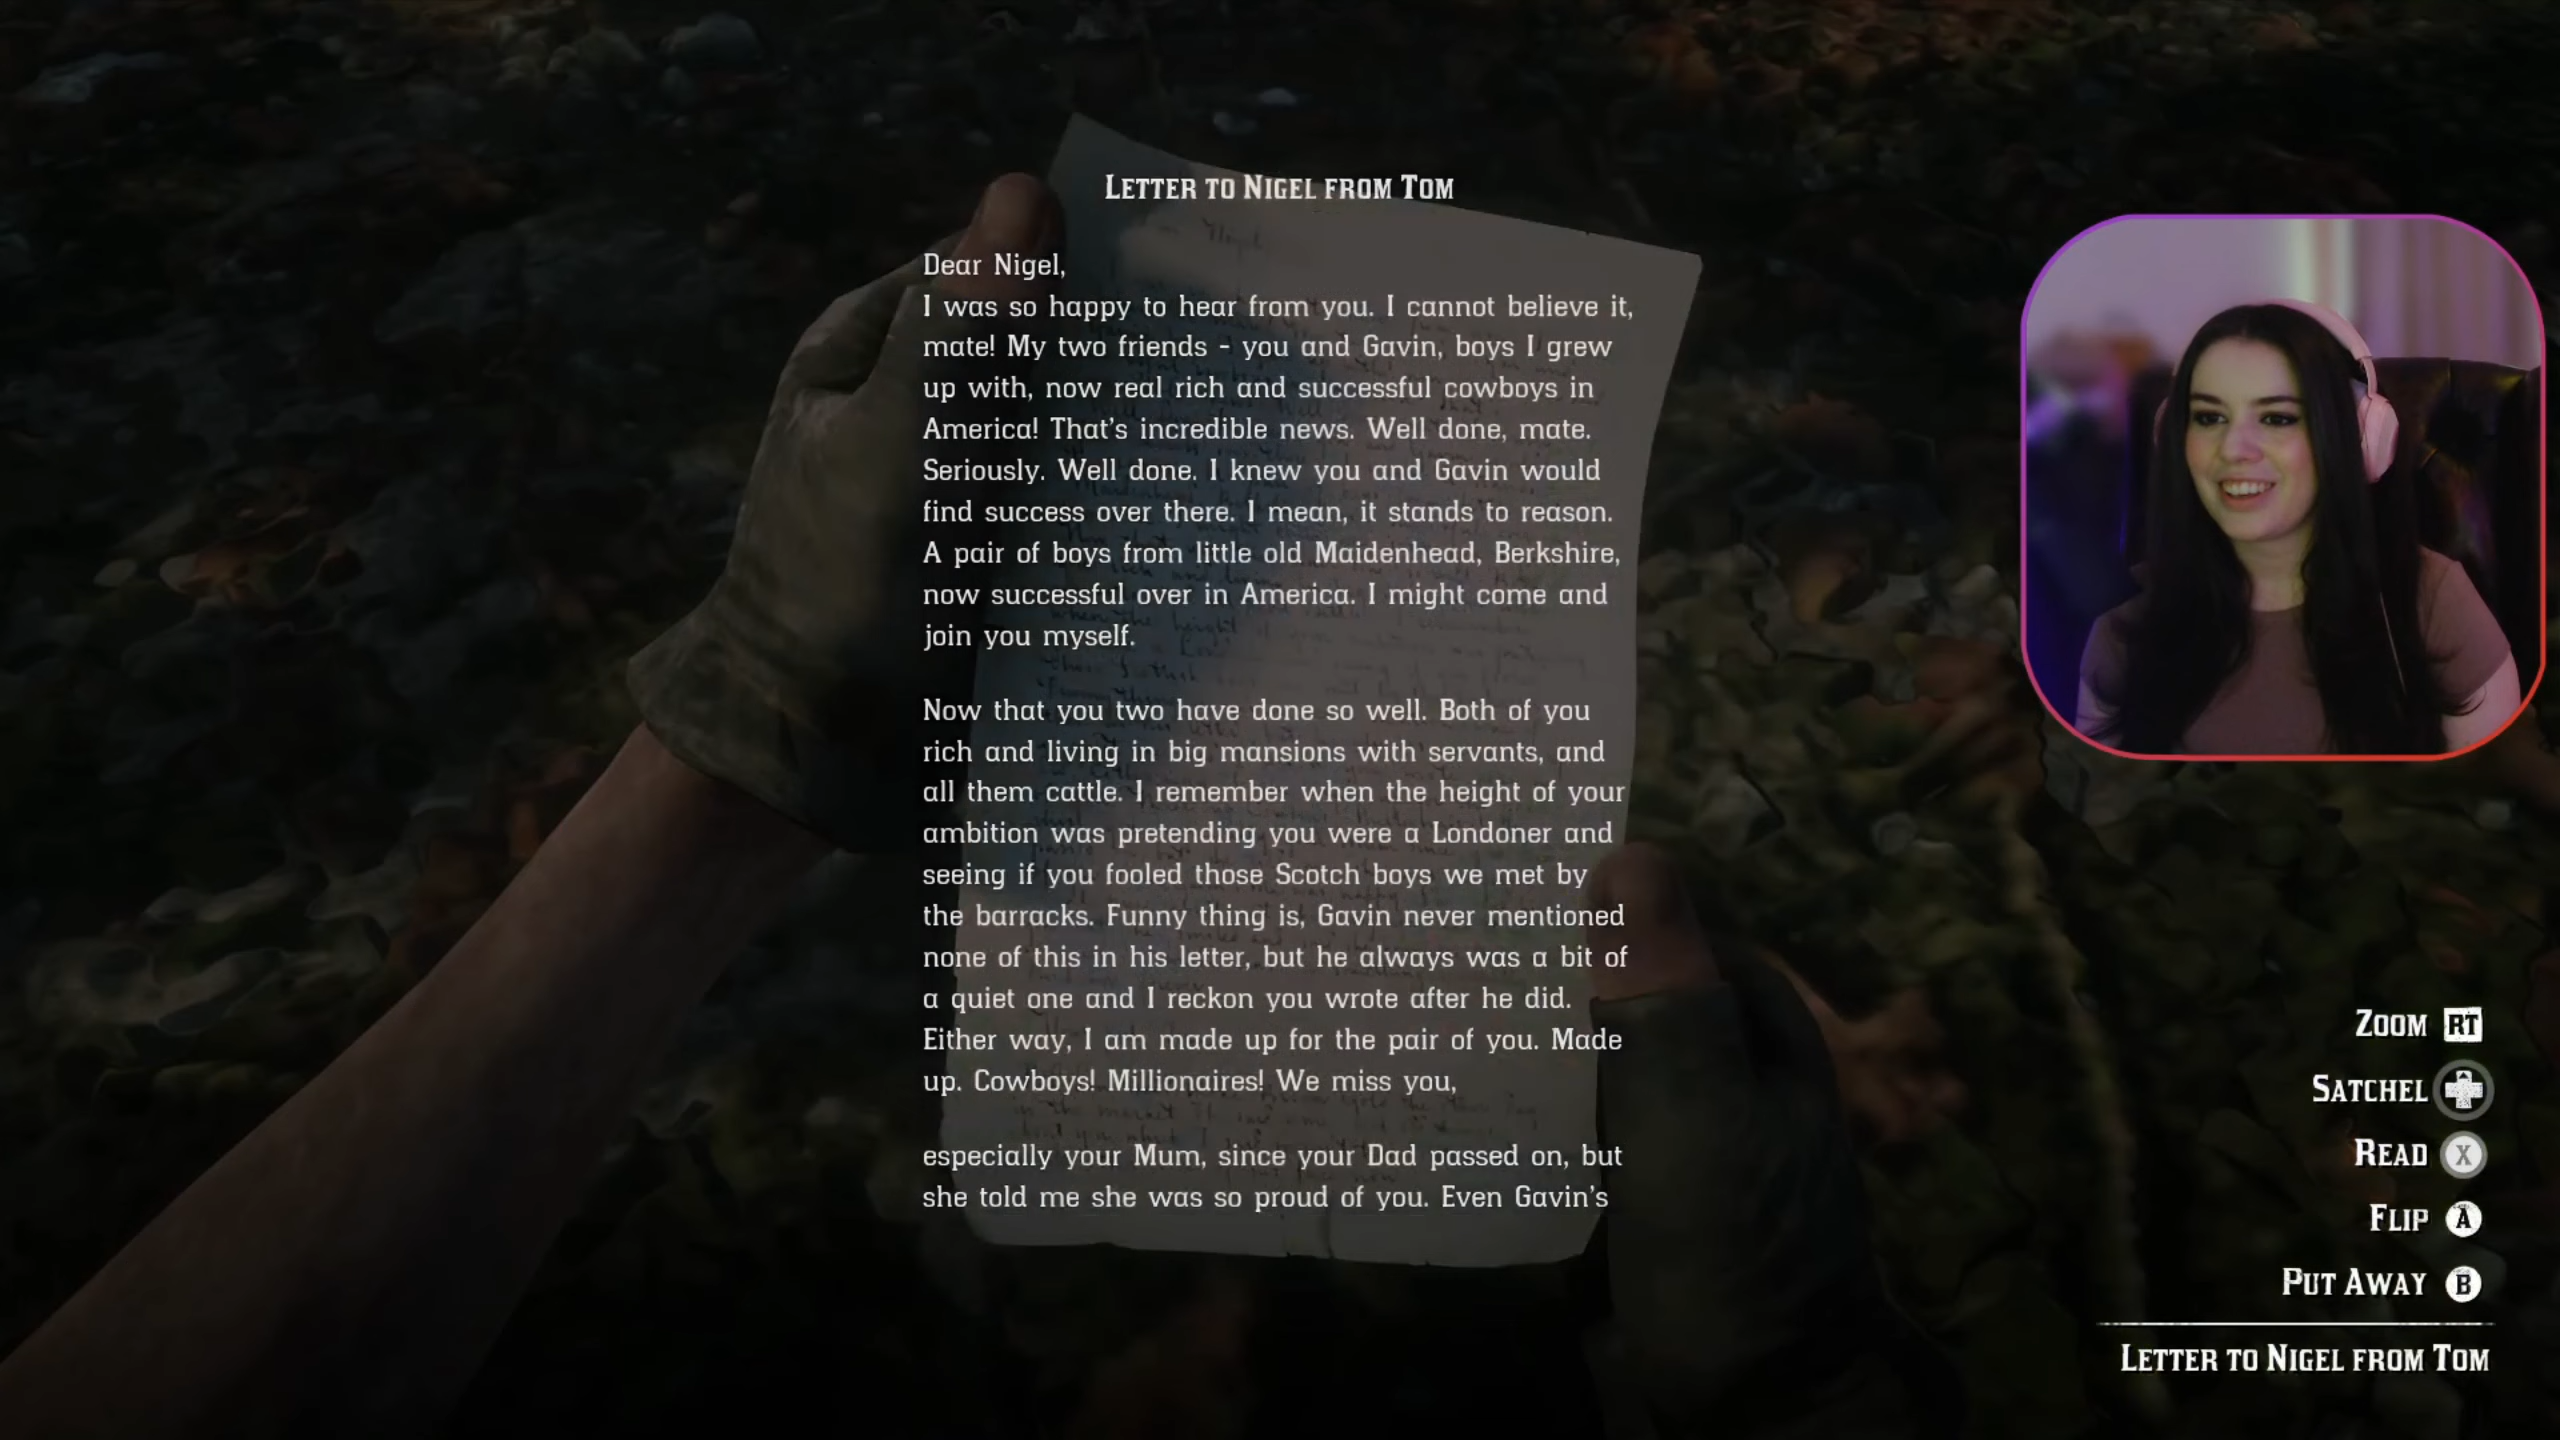 LETTER TO NIGEL FROM TOM
Dear Nigel,
I was so happy to hear from you. I cannot believe it,
mate! My two friends - you and Gavin, boys I grew
up with, now real rich and successful cowboys in
America! That's incredible news. Well done, mate.
Seriously. Well done. I knew you and Gavin would
find success over there. I mean, it stands to reason.
A pair of boys from little old Maidenhead, Berkshire,
now successful over in America. I might come and
join you myself.
Now that you two have done so well. Both of you
rich and living in big mansions with servants, and
all them cattle. I remember when the height of your
ambition was pretending you were a Londoner and
seeing if you fooled those Scotch boys we met by
the barracks. Funny thing is, Gavin never mentioned
none of this in his letter, but he always was a bit of
a quiet one and I reckon you wrote after he did.
Either way, I am made up for the pair of you. Made
up. Cowboys! Millionaires! We miss you,
especially your Mum, since your Dad passed on, but
she told me she was so proud of you. Even Gavin's
ZOOM RT
SATCHEL
READ X
FLIP A
PUT AWAY B
LETTER TO NIGEL FROM TOM